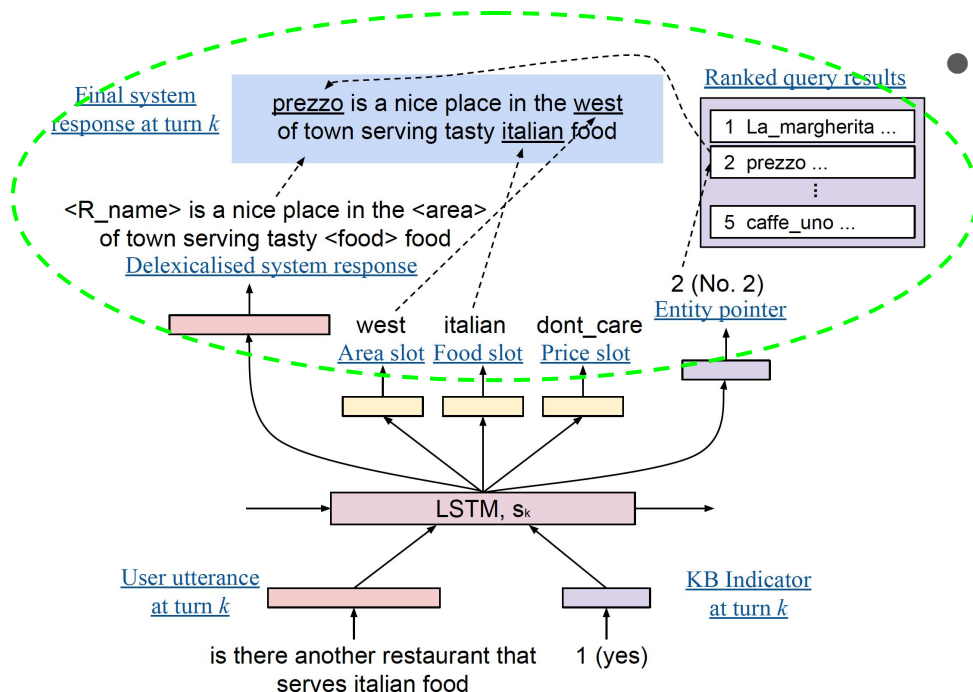 Final system
response at turn k
prezzo is a nice place in the west
of town serving tasty italian food
Ranked query results
1 La_margherita ...
2 prezzo ...
⋮
5 caffe_uno ...
<R_name> is a nice place in the <area>
of town serving tasty <food> food
Delexicalised system response
2 (No. 2)
Entity pointer
west
Area slot
italian
Food slot
dont_care
Price slot
LSTM, sk
User utterance
at turn k
KB Indicator
at turn k
is there another restaurant that
serves italian food
1 (yes)